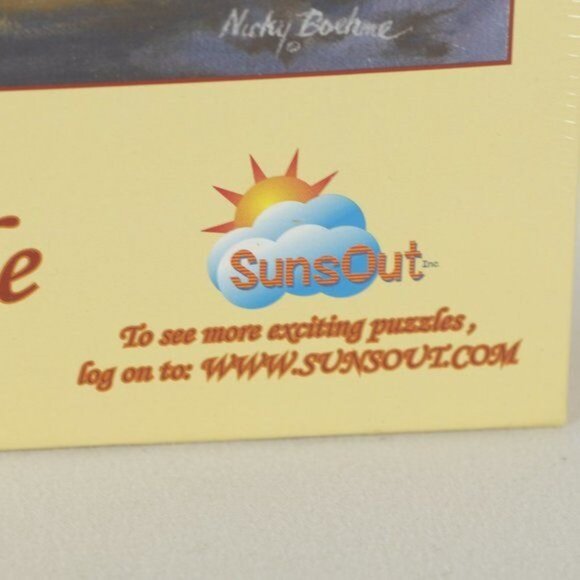 Nicky Boehme
©
SunsOut Inc.
To see more exciting puzzles,
log on to: WWW.SUNSOUT.COM